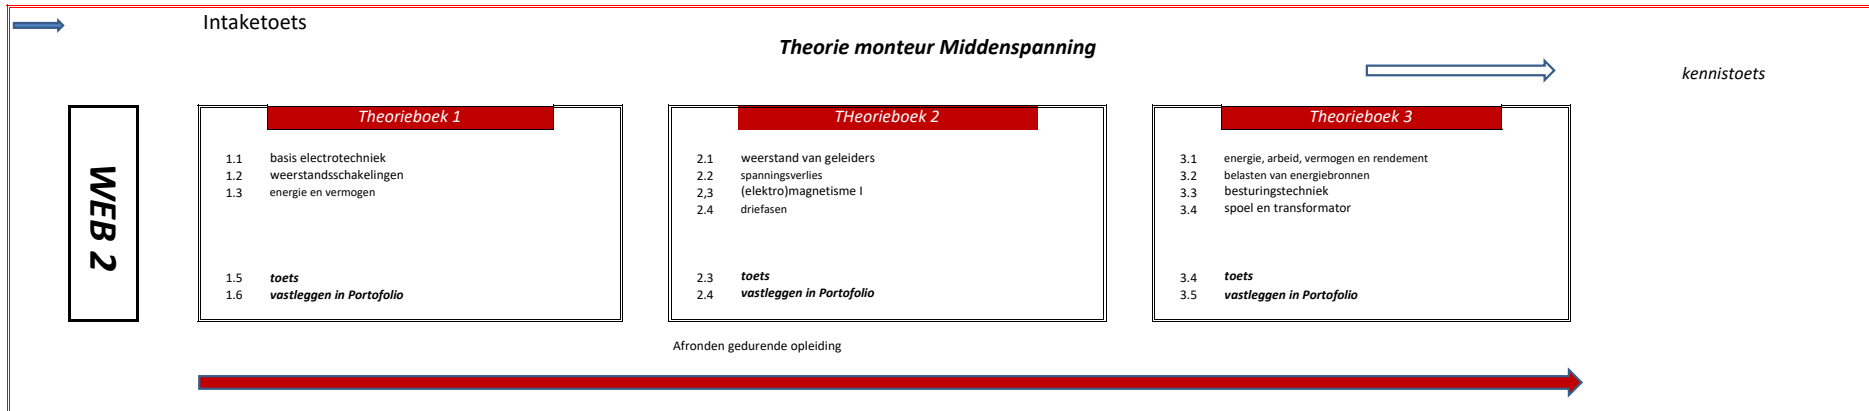 Intaketoets
Theorie monteur Middenspanning
kennistoets
WEB 2
Theorieboek 1
1.1 basis electrotechniek
1.2 weerstandsschakelingen
1.3 energie en vermogen
1.5 toets
1.6 vastleggen in Portofolio
THeorieboek 2
2.1 weerstand van geleiders
2.2 spanningsverlies
2,3 (elektro)magnetisme I
2.4 driefasen
2.3 toets
2.4 vastleggen in Portofolio
Theorieboek 3
3.1 energie, arbeid, vermogen en rendement
3.2 belasten van energiebronnen
3.3 besturingstechniek
3.4 spoel en transformator
3.4 toets
3.5 vastleggen in Portofolio
Afronden gedurende opleiding